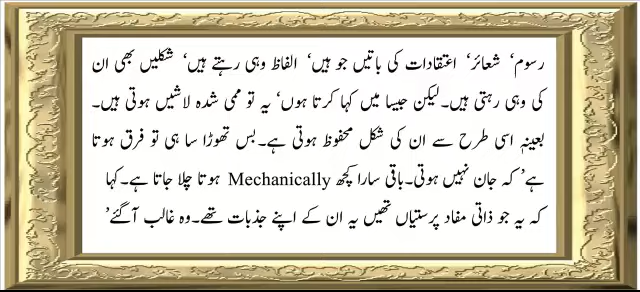 رسوم‘ شعائر‘ اعتقادات کی باتیں جو ہیں‘ الفاظ وہی رہتے ہیں‘ شکلیں بھی ان
کی وہی رہتی ہیں۔لیکن جیسا میں کہا کرتا ہوں‘ یہ تو ممی شدہ لاشیں ہوتی ہیں۔
بعینہٖ اسی طرح سے ان کی شکل محفوظ ہوتی ہے۔بس تھوڑا سا ہی تو فرق ہوتا
ہے‘ کہ جان نہیں ہوتی۔باقی سارا کچھ Mechanically ہوتا چلا جاتا ہے۔کہا
کہ یہ جو ذاتی مفاد پرستیاں تھیں یہ ان کے اپنے جذبات تھے۔وہ غالب آگئے‘